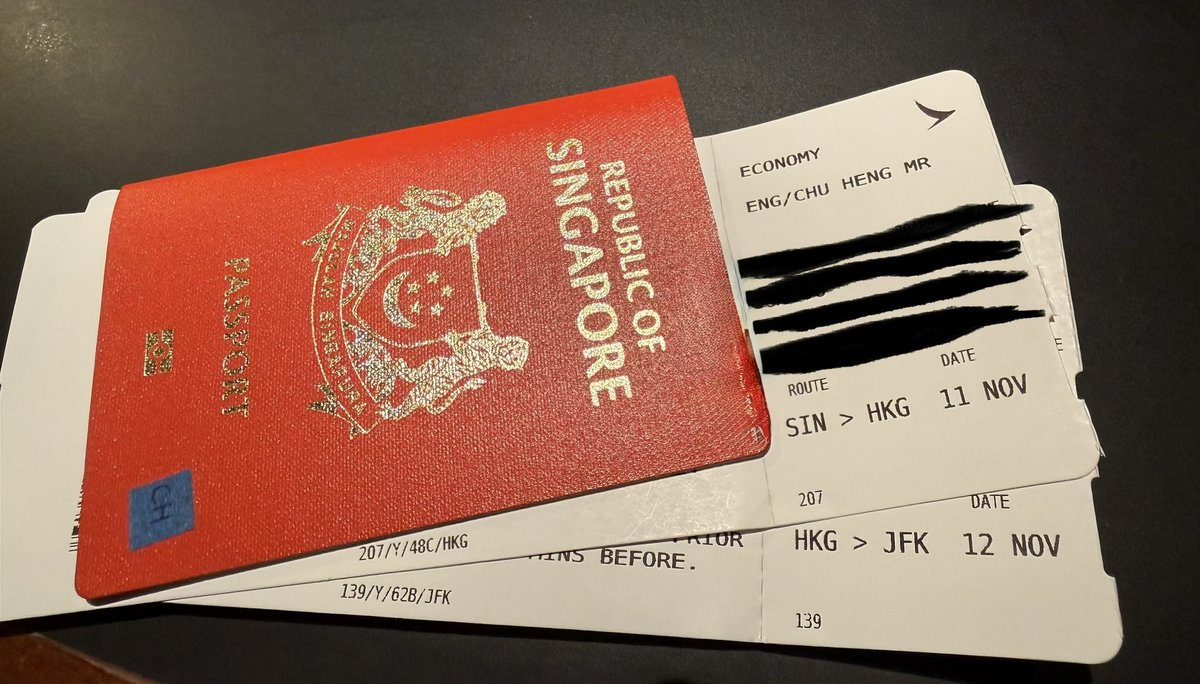 REPUBLIC OF
SINGAPORE
MAJULAH SINGAPURA
PASSPORT
CH
ECONOMY
ENG/CHU HENG MR
ROUTE DATE
SIN > HKG 11 NOV
207
207/Y/48C/HKG
DATE
HKG > JFK 12 NOV
PRIOR
MINS BEFORE.
139/Y/62B/JFK
139